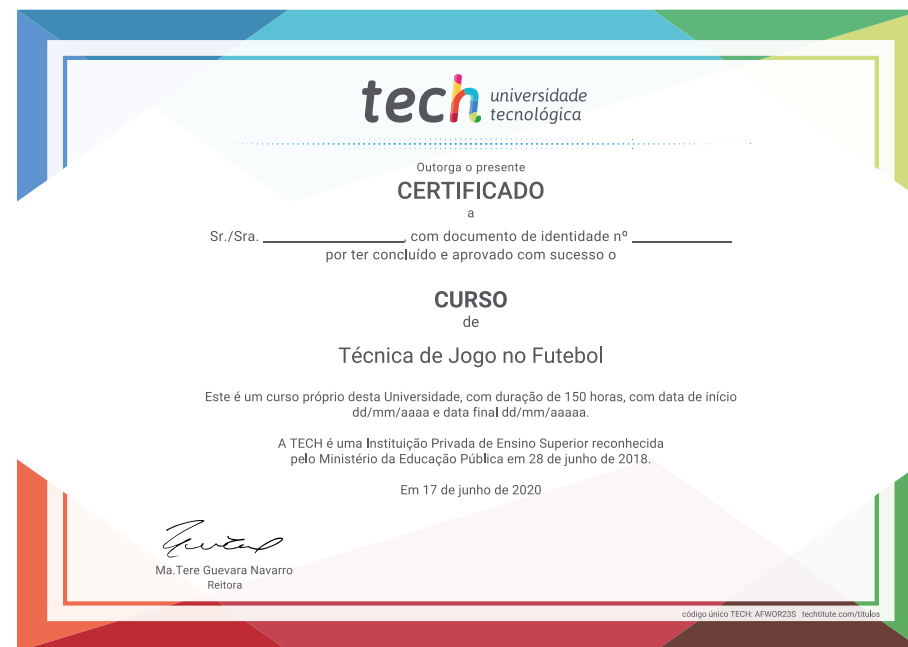 tech universidade
tecnológica
Outorga o presente
CERTIFICADO
a
Sr./Sra. ________________, com documento de identidade nº ____________
por ter concluído e aprovado com sucesso o
CURSO
de
Técnica de Jogo no Futebol
Este é um curso próprio desta Universidade, com duração de 150 horas, com data de início
dd/mm/aaaa e data final dd/mm/aaaaa.
A TECH é uma Instituição Privada de Ensino Superior reconhecida
pelo Ministério da Educação Pública em 28 de junho de 2018.
Em 17 de junho de 2020
Ma.Tere Guevara Navarro
Reitora
código único TECH: AFWOR23S techtitute.com/titulos